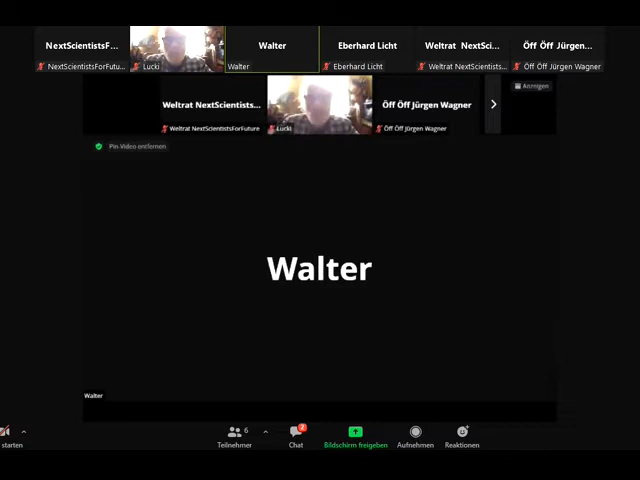 NextScientistsF...
Walter
Eberhard Licht
Weltrat NextSci...
Öff Öff Jürgen...
NextScientistsForFutu...
Lucki
Walter
Eberhard Licht
Weltrat NextScientists...
Öff Öff Jürgen Wagner
Weltrat NextScientists...
Öff Öff Jürgen Wagner
Anzeigen
Weltrat NextScientistsForFuture
Lucki
Öff Öff Jürgen Wagner
Pin-Video entfernen
Walter
Walter
starten
6
Teilnehmer
2
Chat
Bildschirm freigeben
Aufnehmen
Reaktionen